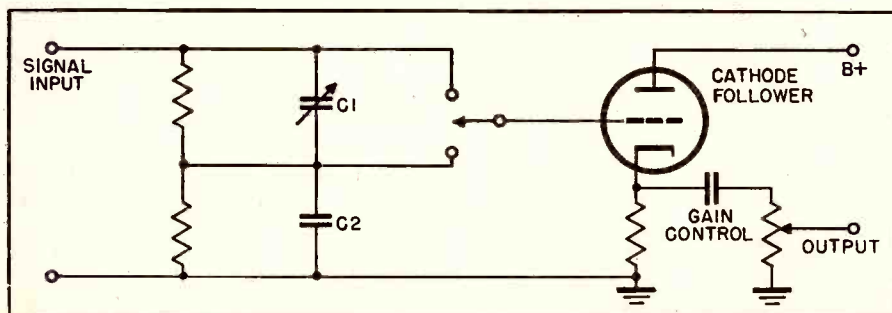 SIGNAL
INPUT
C1
C2
CATHODE
FOLLOWER
B+
GAIN
CONTROL
OUTPUT